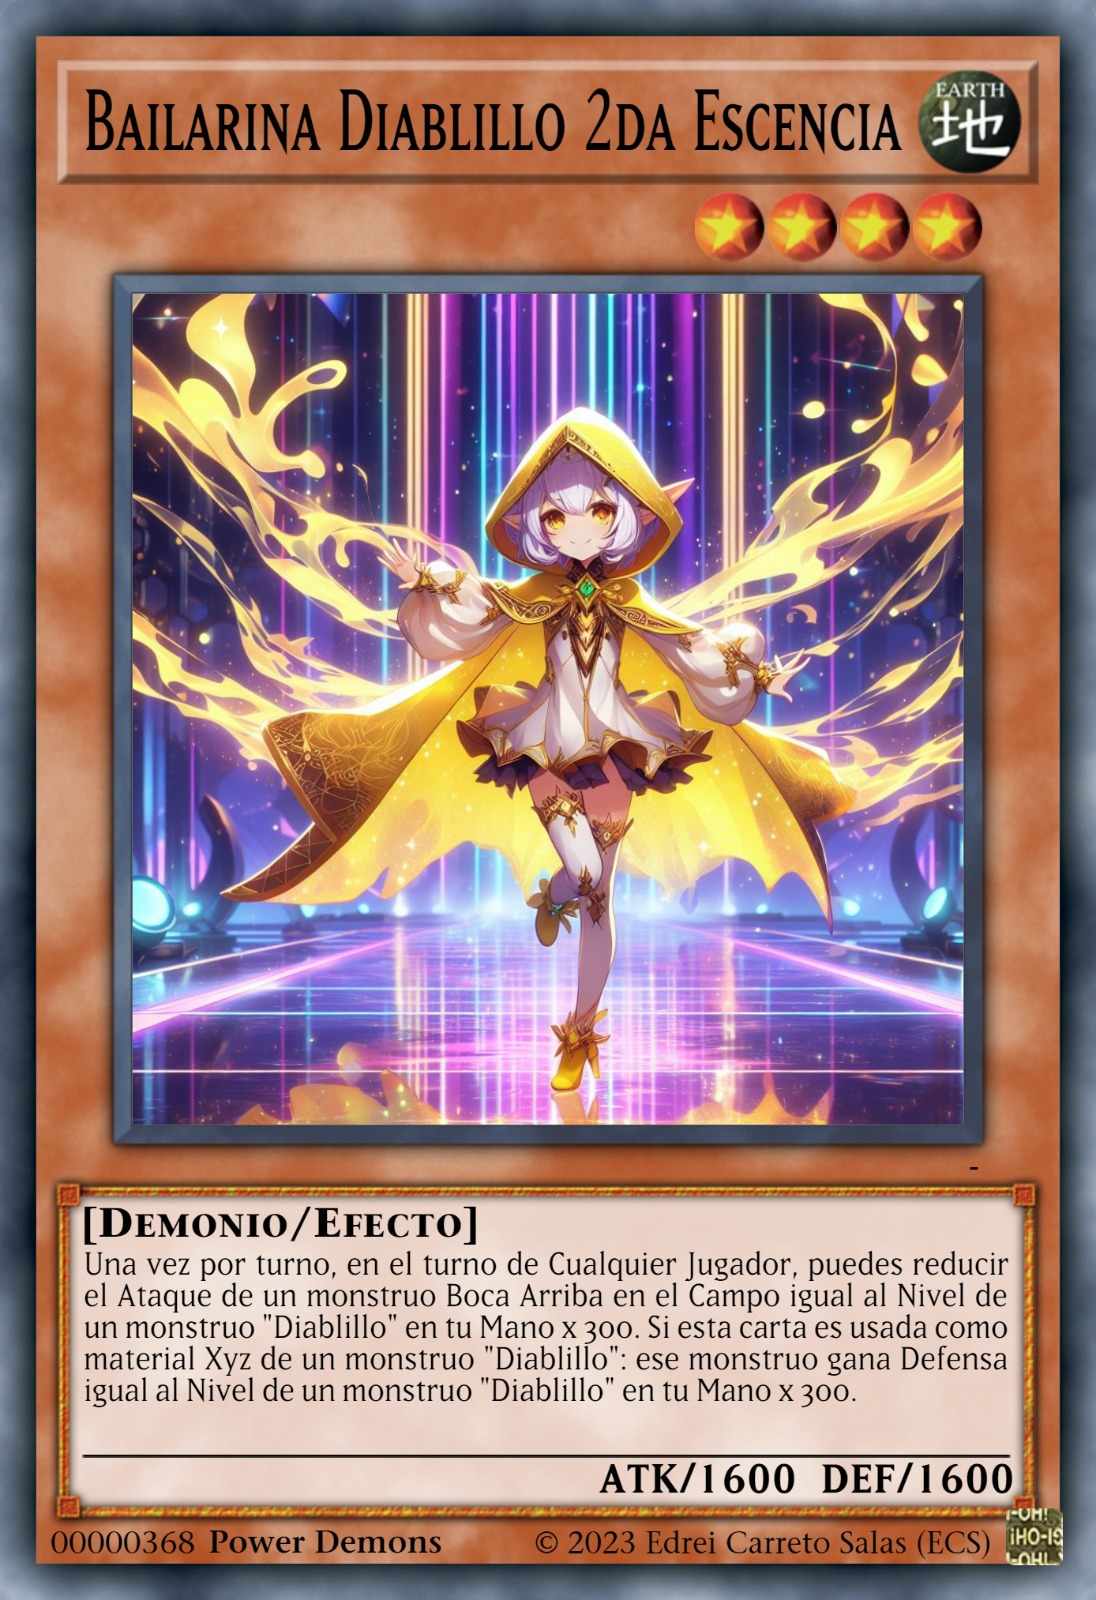 Bailarina Diablillo 2da Escencia
EARTH
地
-
[Demonio/Efecto]
Una vez por turno, en el turno de Cualquier Jugador, puedes reducir
el Ataque de un monstruo Boca Arriba en el Campo igual al Nivel de
un monstruo "Diablillo" en tu Mano x 300. Si esta carta es usada como
material Xyz de un monstruo "Diablillo": ese monstruo gana Defensa
igual al Nivel de un monstruo "Diablillo" en tu Mano x 300.
ATK/1600 DEF/1600
00000368 Power Demons
© 2023 Edrei Carreto Salas (ECS)